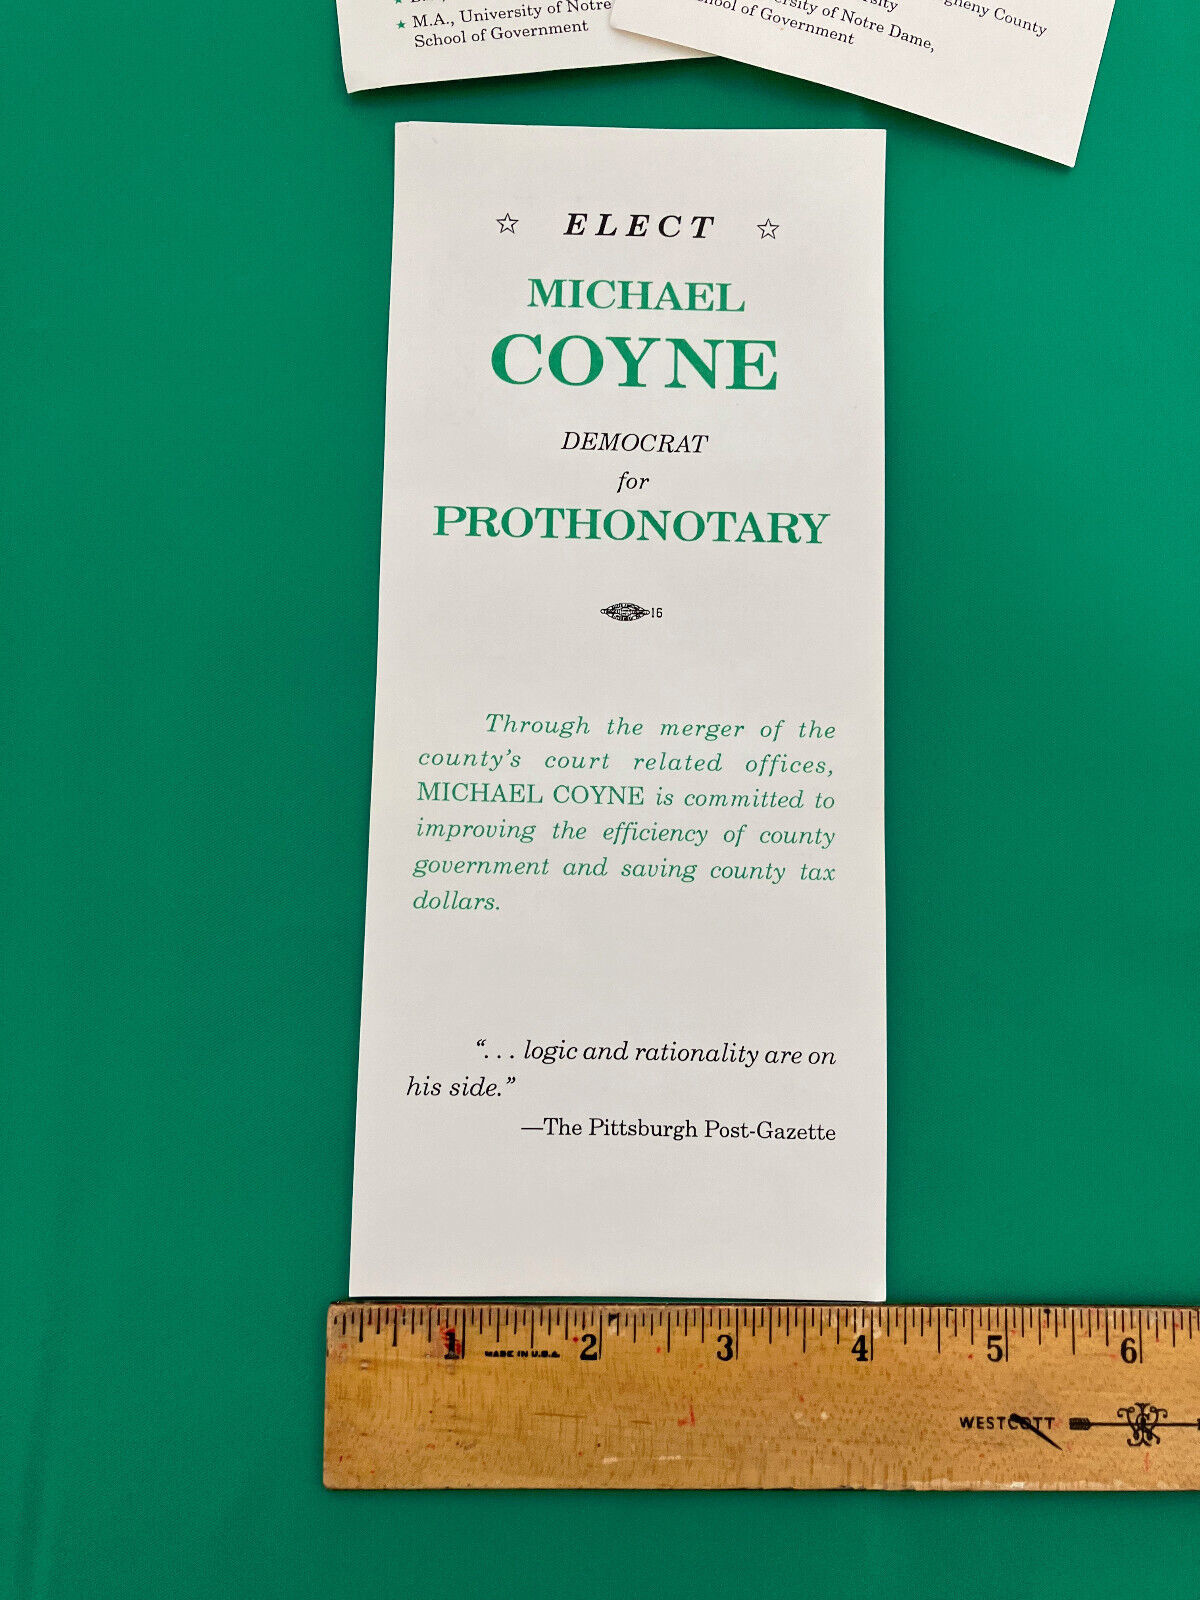 ★ M.A., University of Notre
School of Government
County
of Notre Dame,
School of Government
☆ ELECT ☆
MICHAEL
COYNE
DEMOCRAT
for
PROTHONOTARY
16
Through the merger of the
county's court related offices,
MICHAEL COYNE is committed to
improving the efficiency of county
government and saving county tax
dollars.
“. . . logic and rationality are on
his side.”
—The Pittsburgh Post-Gazette
1 2 3 4 5 6
MADE IN U.S.A.
WESTCOTT